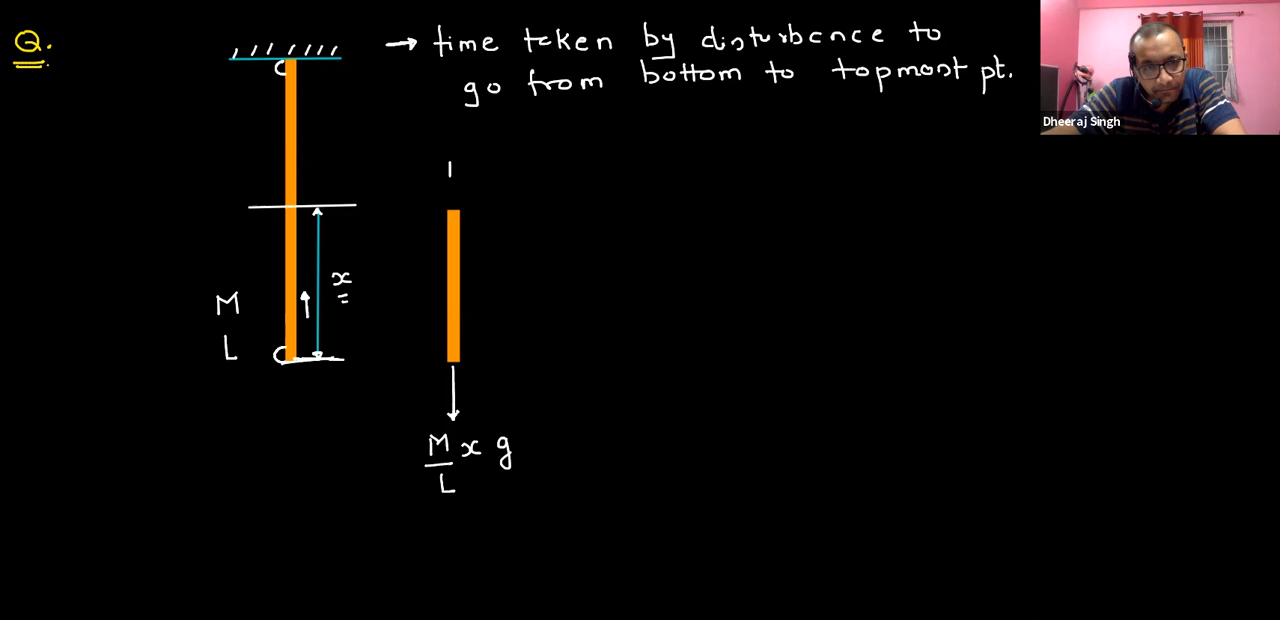 Q.
→ time taken by disturbance to
go from bottom to topmost pt.
x
M
L
M/L x g
Dheeraj Singh